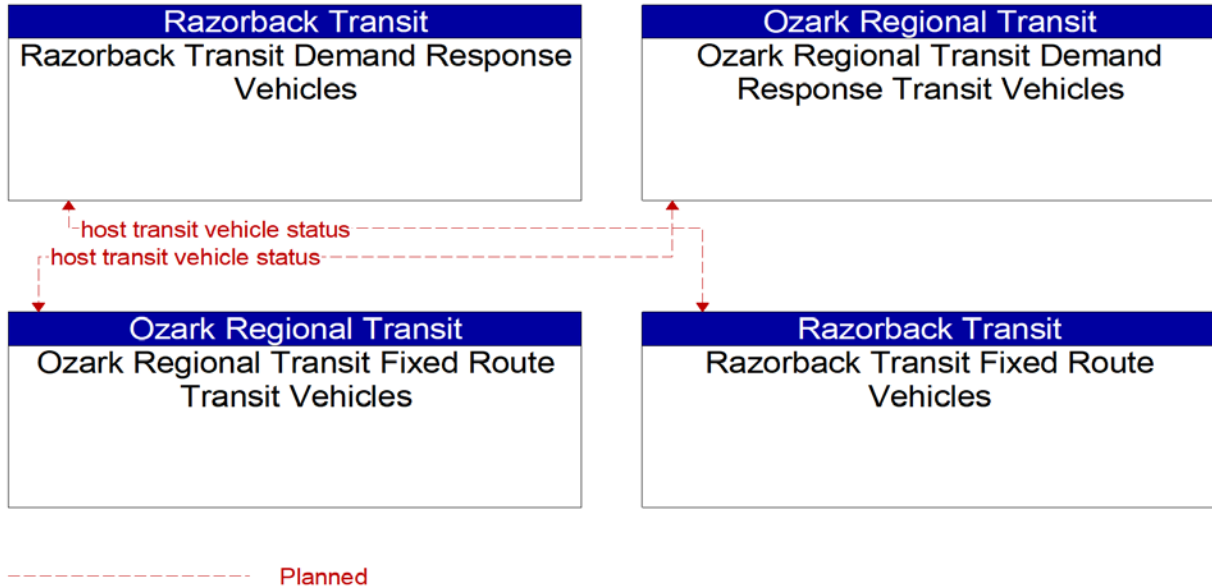 Razorback Transit
Razorback Transit Demand Response
Vehicles
Ozark Regional Transit
Ozark Regional Transit Demand
Response Transit Vehicles
host transit vehicle status
host transit vehicle status
Ozark Regional Transit
Ozark Regional Transit Fixed Route
Transit Vehicles
Razorback Transit
Razorback Transit Fixed Route
Vehicles
Planned